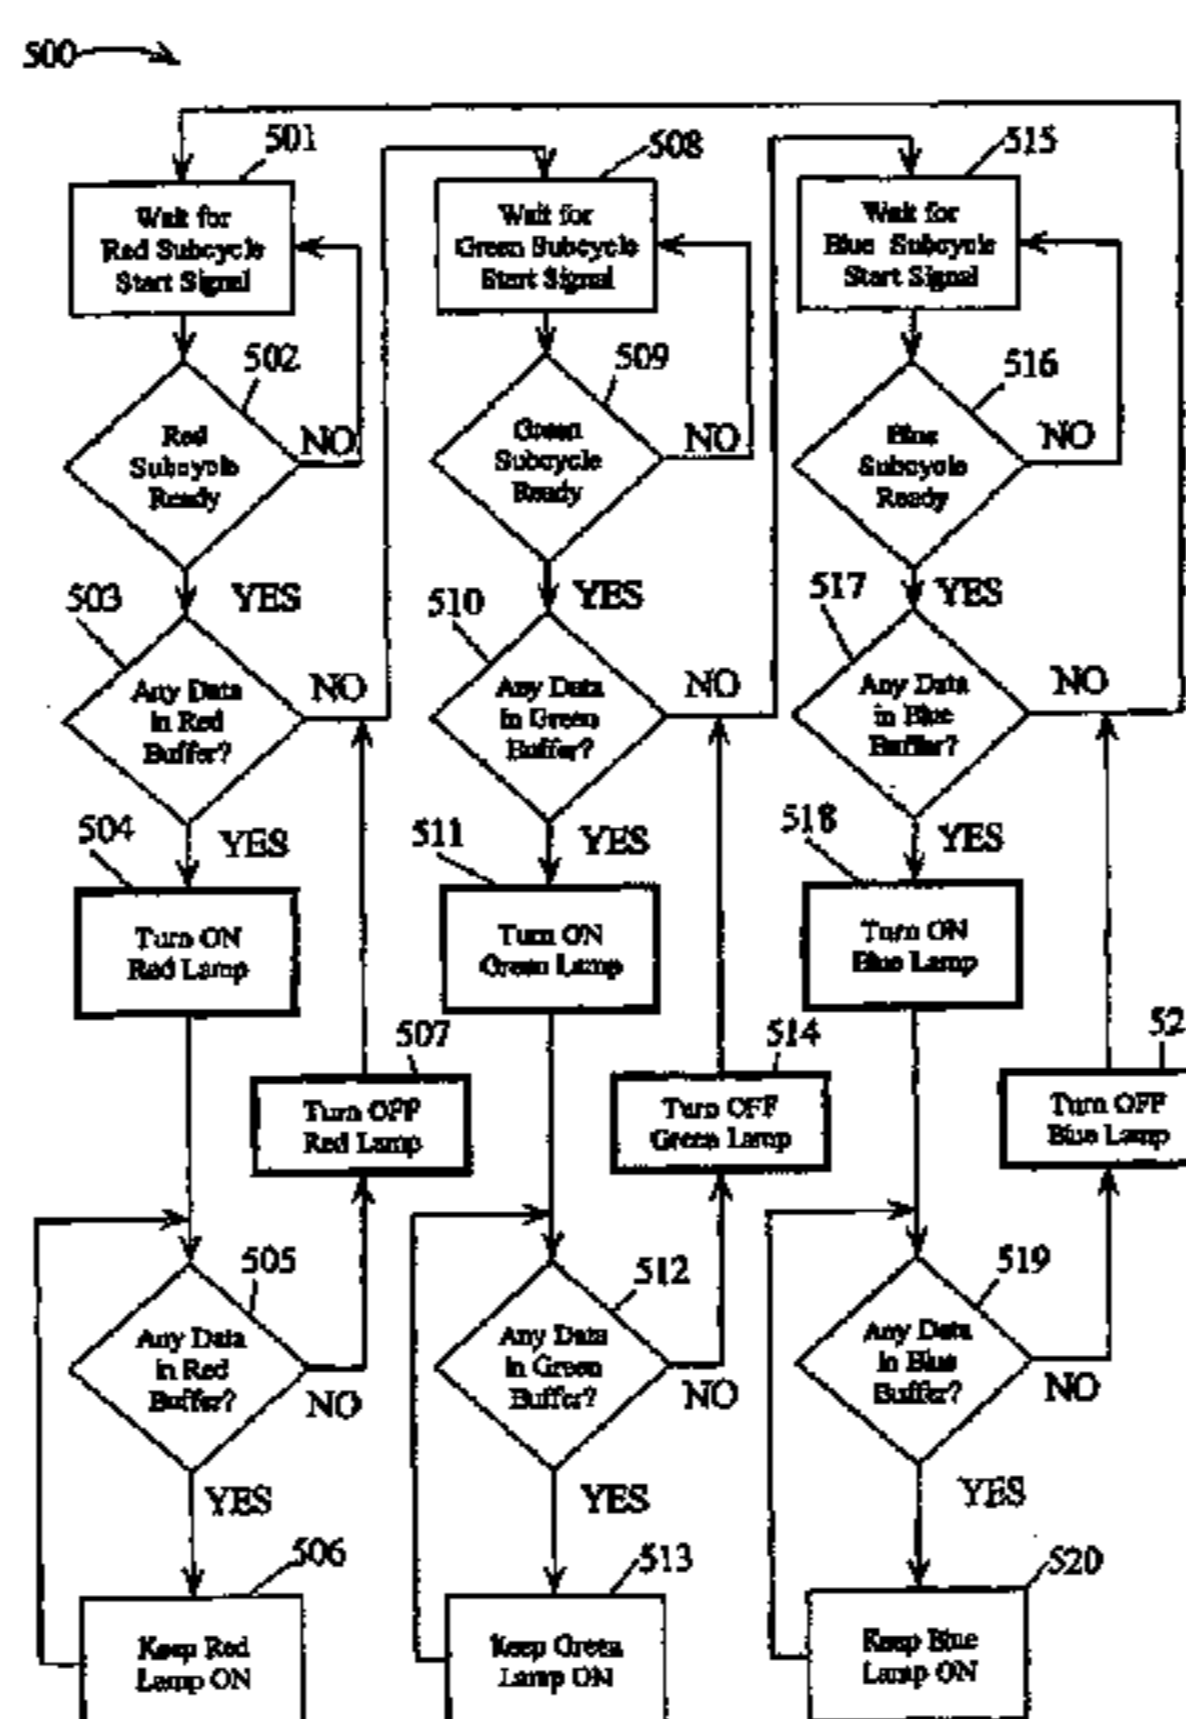 500
501
Wait for
Red Subcycle
Start Signal
502
Red
Subcycle
Ready
NO
YES
503
Any Data
in Red
Buffer?
NO
YES
504
Turn ON
Red Lamp
507
Turn OFF
Red Lamp
505
Any Data
in Red
Buffer?
NO
YES
506
Keep Red
Lamp ON
508
Wait for
Green Subcycle
Start Signal
509
Green
Subcycle
Ready
NO
YES
510
Any Data
in Green
Buffer?
NO
YES
511
Turn ON
Green Lamp
514
Turn OFF
Green Lamp
512
Any Data
in Green
Buffer?
NO
YES
513
Keep Green
Lamp ON
515
Wait for
Blue Subcycle
Start Signal
516
Blue
Subcycle
Ready
NO
YES
517
Any Data
in Blue
Buffer?
NO
YES
518
Turn ON
Blue Lamp
52
Turn OFF
Blue Lamp
519
Any Data
in Blue
Buffer?
NO
YES
520
Keep Blue
Lamp ON